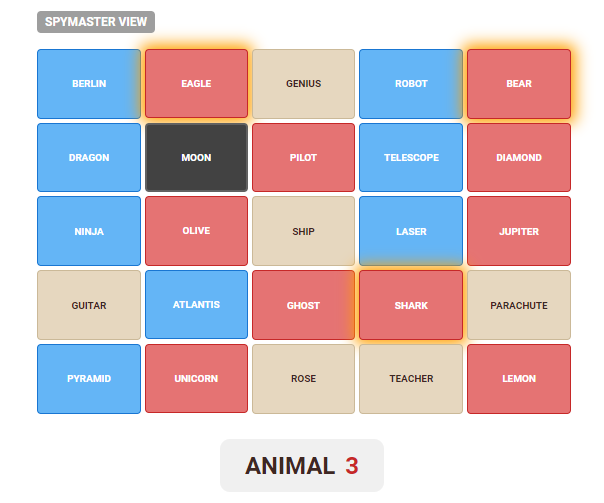 SPYMASTER VIEW
BERLIN EAGLE GENIUS ROBOT BEAR
DRAGON MOON PILOT TELESCOPE DIAMOND
NINJA OLIVE SHIP LASER JUPITER
GUITAR ATLANTIS GHOST SHARK PARACHUTE
PYRAMID UNICORN ROSE TEACHER LEMON
ANIMAL 3